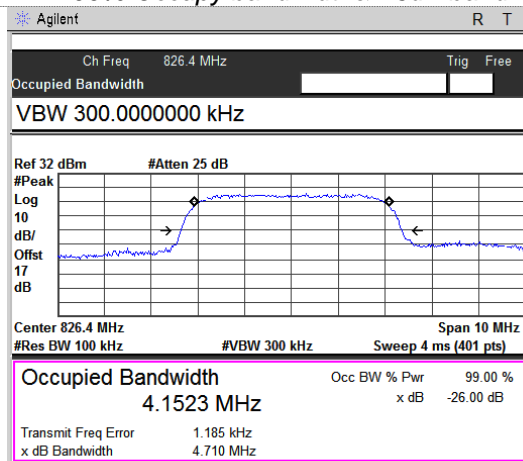 Agilent R T
Ch Freq 826.4 MHz Trig Free
Occupied Bandwidth
VBW 300.0000000 kHz
Ref 32 dBm #Atten 25 dB
#Peak
Log
10
dB/
Offst
17
dB
Center 826.4 MHz Span 10 MHz
#Res BW 100 kHz #VBW 300 kHz Sweep 4 ms (401 pts)
Occupied Bandwidth Occ BW % Pwr 99.00 %
4.1523 MHz x dB -26.00 dB
Transmit Freq Error 1.185 kHz
x dB Bandwidth 4.710 MHz